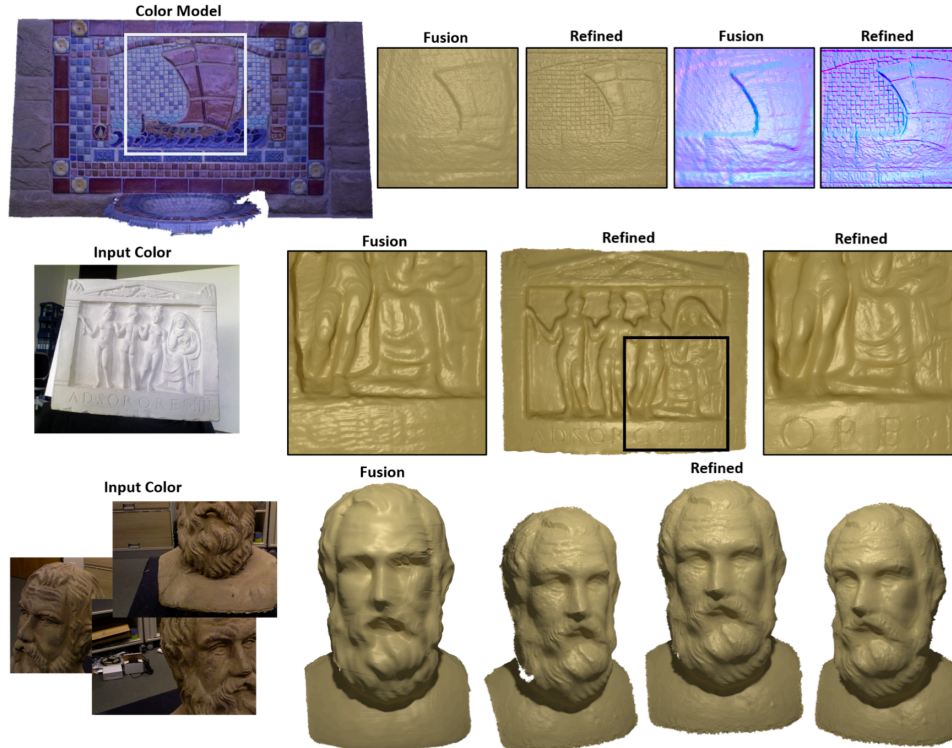 Color Model
Fusion
Refined
Fusion
Refined
Input Color
Fusion
Refined
Refined
Input Color
Fusion
Refined